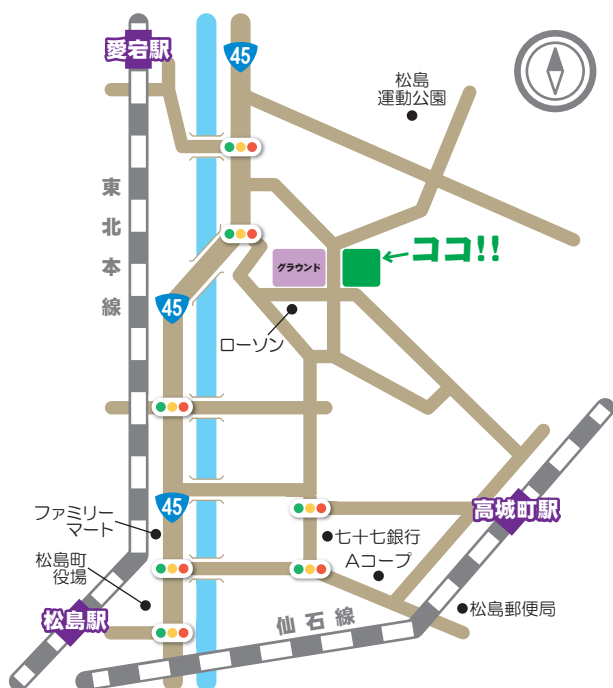 愛宕駅
45
松島
運動公園
東北本線
グラウンド
ココ!!
45
ローソン
45
ファミリー
マート
高城町駅
七十七銀行
Aコープ
松島町
役場
松島駅
仙石線
松島郵便局